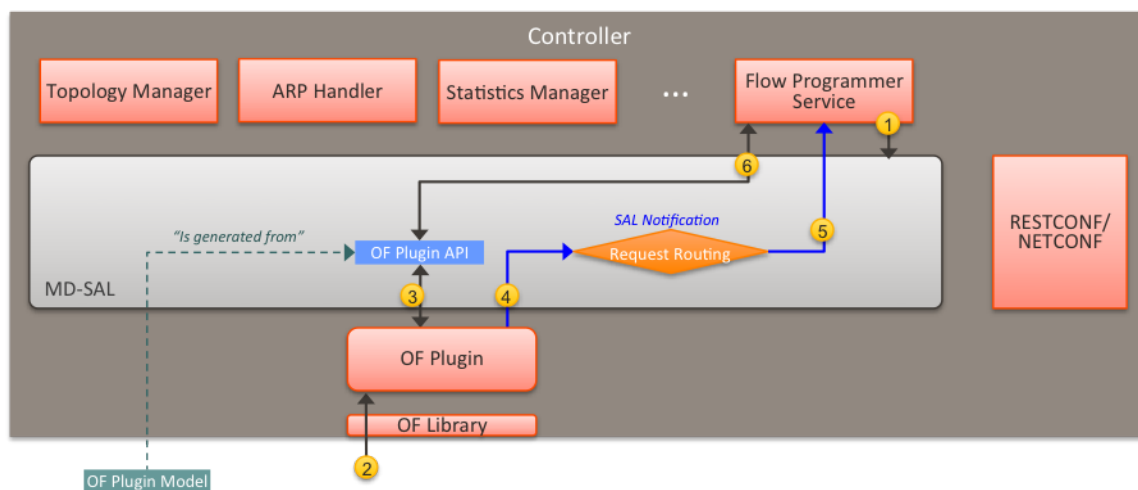 Controller
Topology Manager
ARP Handler
Statistics Manager
...
Flow Programmer
Service
1
6
SAL Notification
"Is generated from"
5
RESTCONF/
NETCONF
OF Plugin API
Request Routing
MD-SAL
3
4
OF Plugin
OF Library
2
OF Plugin Model